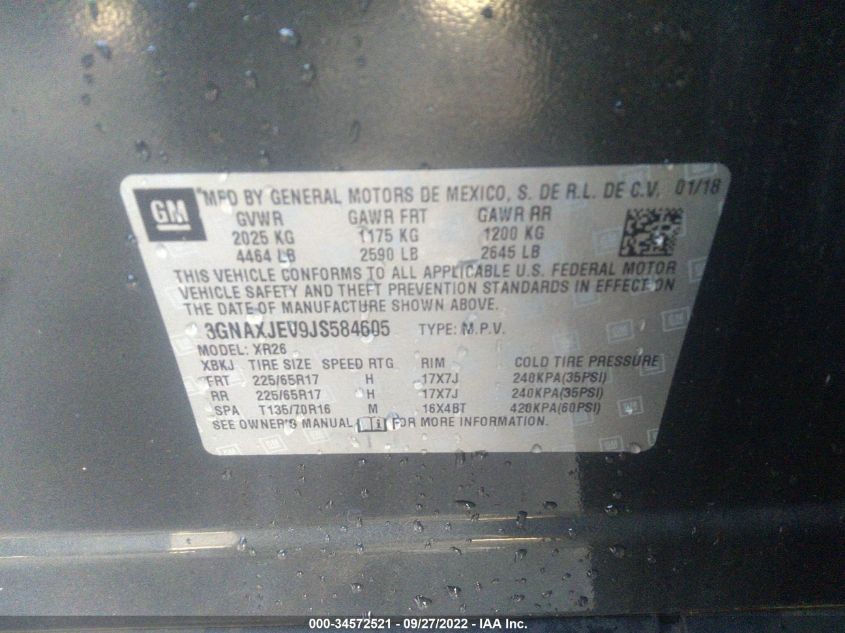 GM
MFD BY GENERAL MOTORS DE MEXICO, S. DE R.L. DE C.V. 01/18
GVWR GAWR FRT GAWR RR
2025 KG 1175 KG 1200 KG
4464 LB 2590 LB 2645 LB
THIS VEHICLE CONFORMS TO ALL APPLICABLE U.S. FEDERAL MOTOR
VEHICLE SAFETY AND THEFT PREVENTION STANDARDS IN EFFECT ON
THE DATE OF MANUFACTURE SHOWN ABOVE.
3GNAXJEV9JS584605 TYPE: M.P.V.
MODEL: XR26
XBKJ TIRE SIZE SPEED RTG RIM COLD TIRE PRESSURE
FRT 225/65R17 H 17X7J 240KPA(35PSI)
RR 225/65R17 H 17X7J 240KPA(35PSI)
SPA T135/70R16 M 16X4BT 420KPA(60PSI)
SEE OWNER'S MANUAL FOR MORE INFORMATION.
000-34572521 - 09/27/2022 - IAA Inc.